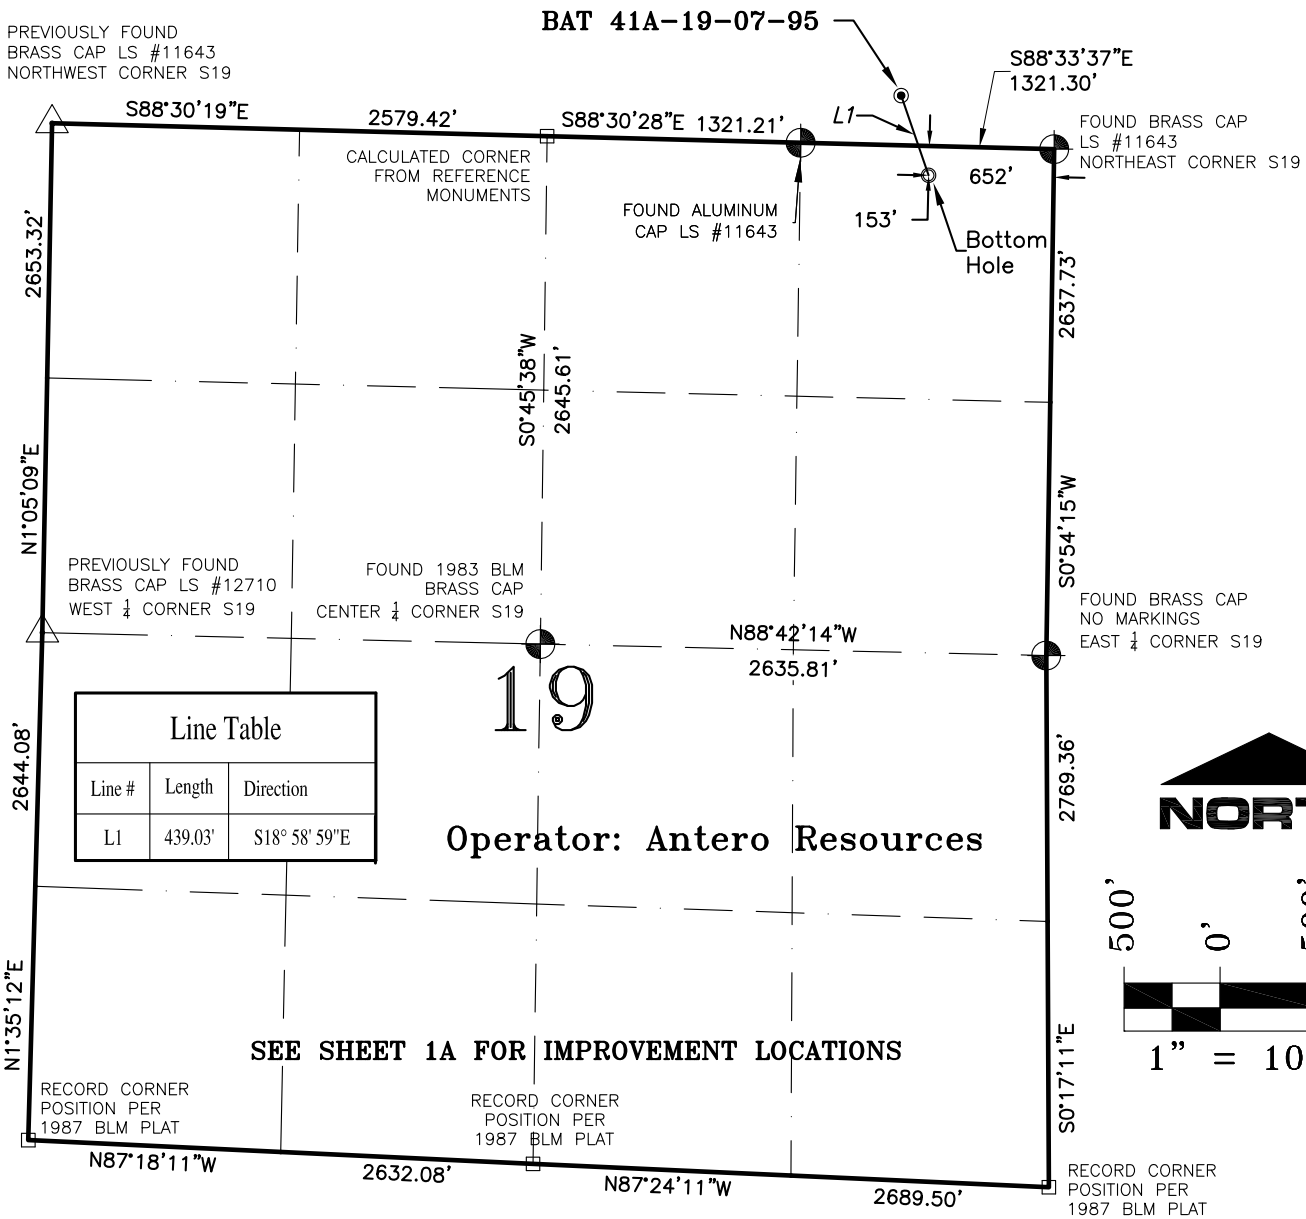 BAT 41A-19-07-95
PREVIOUSLY FOUND
BRASS CAP LS #11643
NORTHWEST CORNER S19
S88°33'37"E
1321.30'
S88°30'19"E
2579.42'
S88°30'28"E 1321.21'
L1
FOUND BRASS CAP
LS #11643
NORTHEAST CORNER S19
CALCULATED CORNER
FROM REFERENCE
MONUMENTS
652'
FOUND ALUMINUM
CAP LS #11643
153'
Bottom
Hole
2653.32'
2637.73'
S0°45'38"W
2645.61'
N1°05'09"E
S0°54'15"W
PREVIOUSLY FOUND
BRASS CAP LS #12710
WEST 1/4 CORNER S19
FOUND 1983 BLM
BRASS CAP
CENTER 1/4 CORNER S19
FOUND BRASS CAP
NO MARKINGS
EAST 1/4 CORNER S19
N88°42'14"W
2635.81'
19
Line Table
Line # Length Direction
L1 439.03' S18° 58' 59"E
2644.08'
2769.36'
NORT
Operator: Antero Resources
500'
0'
500'
1" = 10
N1°35'12"E
S0°17'11"E
SEE SHEET 1A FOR IMPROVEMENT LOCATIONS
RECORD CORNER
POSITION PER
1987 BLM PLAT
RECORD CORNER
POSITION PER
1987 BLM PLAT
N87°18'11"W
2632.08'
N87°24'11"W
2689.50'
RECORD CORNER
POSITION PER
1987 BLM PLAT